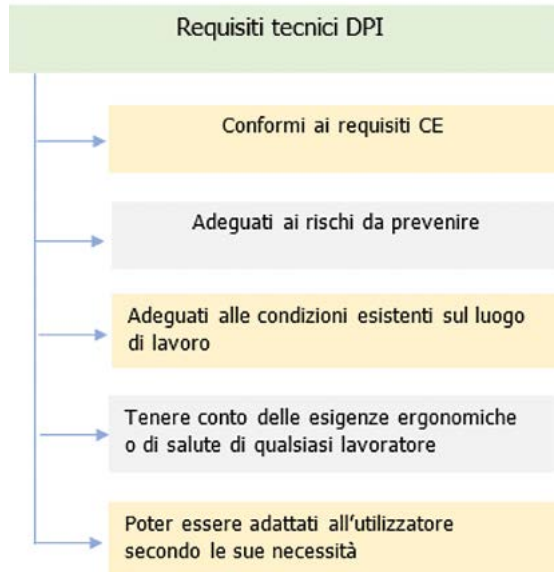 Requisiti tecnici DPI
Conformi ai requisiti CE
Adeguati ai rischi da prevenire
Adeguati alle condizioni esistenti sul luogo
di lavoro
Tenere conto delle esigenze ergonomiche
o di salute di qualsiasi lavoratore
Poter essere adattati all'utilizzatore
secondo le sue necessità